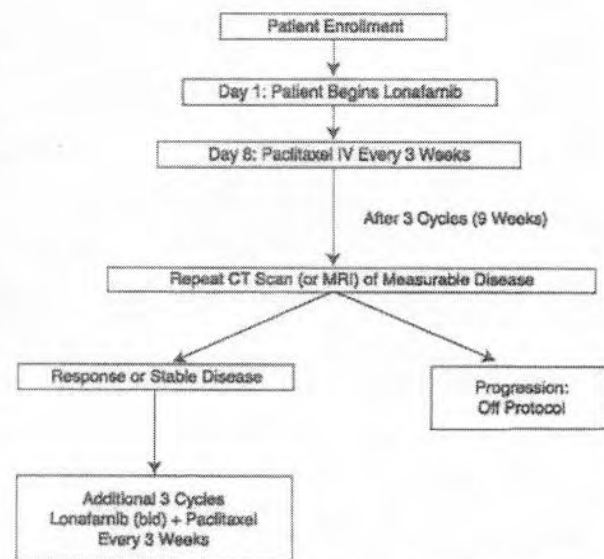 Patient Enrollment
Day 1: Patient Begins Lonafarnib
Day 8: Paclitaxel IV Every 3 Weeks
After 3 Cycles (9 Weeks)
Repeat CT Scan (or MRI) of Measurable Disease
Response or Stable Disease
Progression:
Off Protocol
Additional 3 Cycles
Lonafarnib (bid) + Paclitaxel
Every 3 Weeks